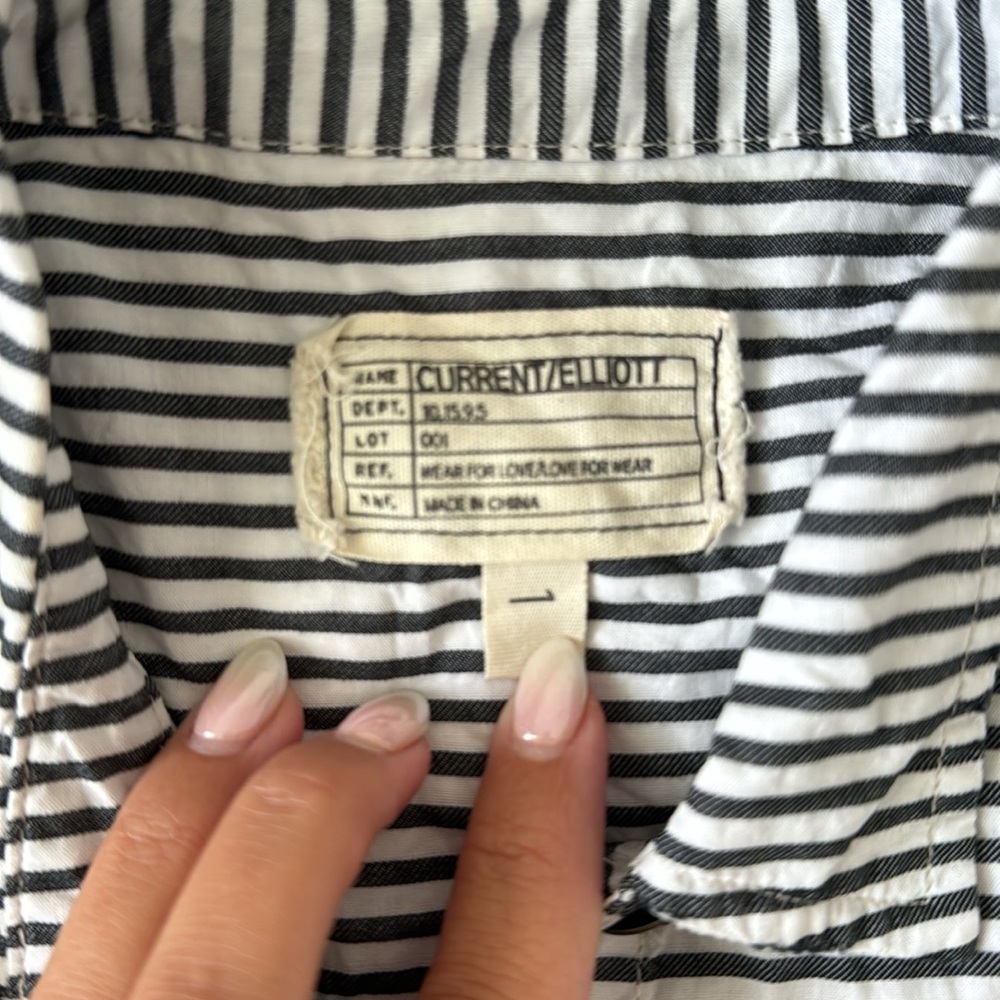 NAME CURRENT/ELLIOTT
DEPT. 10.15.9.5
LOT 001
REF. WEAR FOR LOVE/LOVE FOR WEAR
MNF. MADE IN CHINA
1